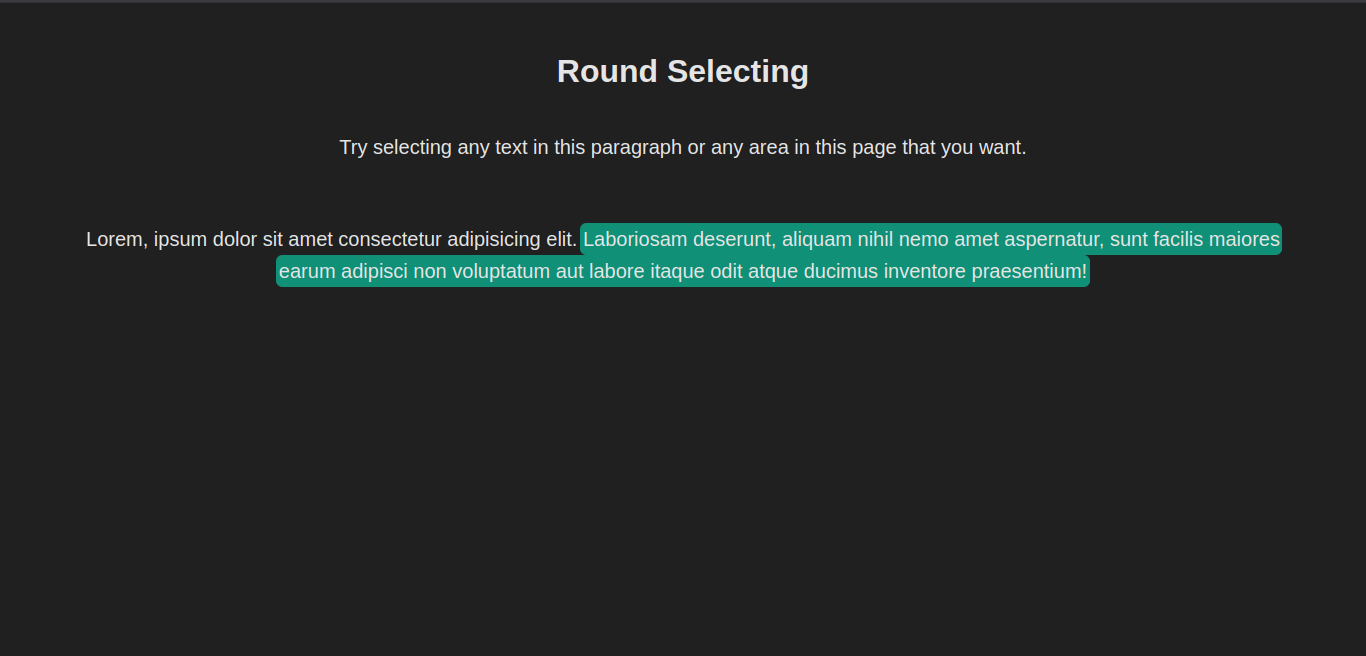 Round Selecting
Try selecting any text in this paragraph or any area in this page that you want.
Lorem, ipsum dolor sit amet consectetur adipisicing elit. Laboriosam deserunt, aliquam nihil nemo amet aspernatur, sunt facilis maiores
earum adipisci non voluptatum aut labore itaque odit atque ducimus inventore praesentium!